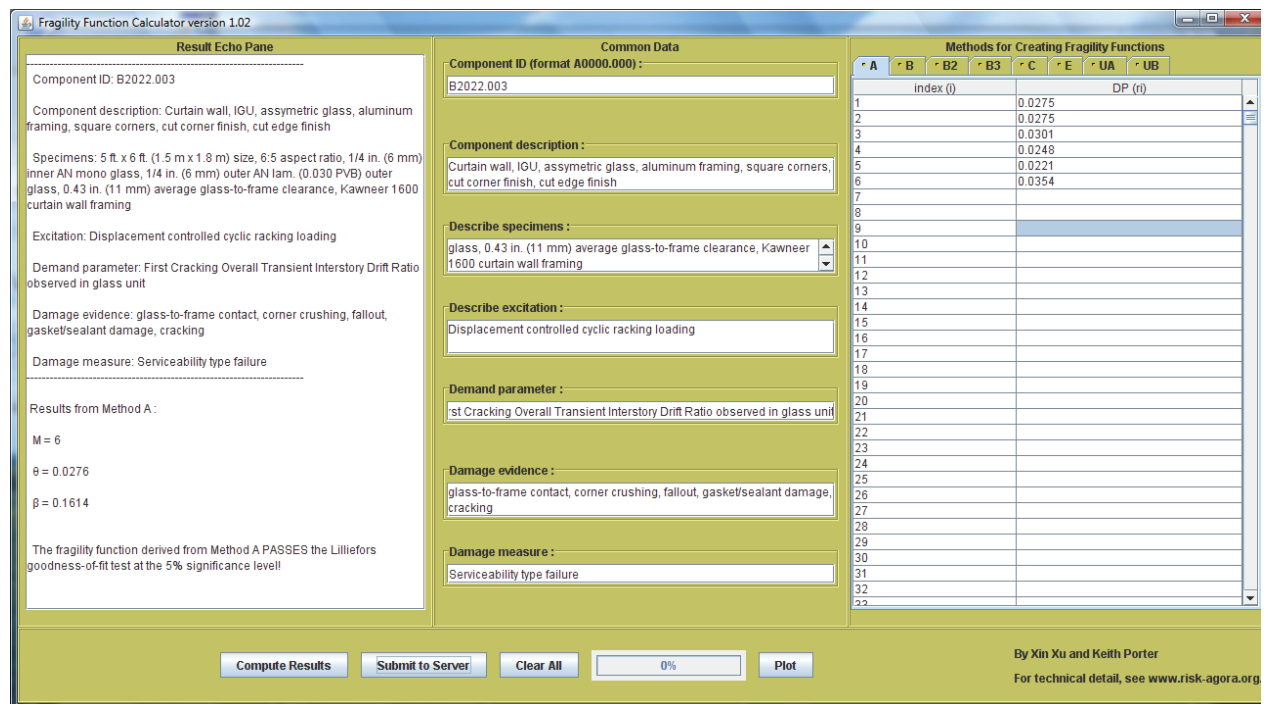 Fragility Function Calculator version 1.02
Result Echo Pane
Component ID: B2022.003
Component description: Curtain wall, IGU, assymetric glass, aluminum
framing, square corners, cut corner finish, cut edge finish
Specimens: 5 ft. x 6 ft. (1.5 m x 1.8 m) size, 6:5 aspect ratio, 1/4 in. (6 mm)
inner AN mono glass, 1/4 in. (6 mm) outer AN lam. (0.030 PVB) outer
glass, 0.43 in. (11 mm) average glass-to-frame clearance, Kawneer 1600
curtain wall framing
Excitation: Displacement controlled cyclic racking loading
Demand parameter: First Cracking Overall Transient Interstory Drift Ratio
observed in glass unit
Damage evidence: glass-to-frame contact, corner crushing, fallout,
gasket/sealant damage, cracking
Damage measure: Serviceability type failure
Results from Method A :
M = 6
θ = 0.0276
β = 0.1614
The fragility function derived from Method A PASSES the Lilliefors
goodness-of-fit test at the 5% significance level!
Common Data
Component ID (format A0000.000) :
B2022.003
Component description :
Curtain wall, IGU, assymetric glass, aluminum framing, square corners,
cut corner finish, cut edge finish
Describe specimens :
glass, 0.43 in. (11 mm) average glass-to-frame clearance, Kawneer
1600 curtain wall framing
Describe excitation :
Displacement controlled cyclic racking loading
Demand parameter :
rst Cracking Overall Transient Interstory Drift Ratio observed in glass unit
Damage evidence :
glass-to-frame contact, corner crushing, fallout, gasket/sealant damage,
cracking
Damage measure :
Serviceability type failure
Methods for Creating Fragility Functions
A B B2 B3 C E UA UB
index (i) DP (ri)
1 0.0275
2 0.0275
3 0.0301
4 0.0248
5 0.0221
6 0.0354
7
8
9
10
11
12
13
14
15
16
17
18
19
20
21
22
23
24
25
26
27
28
29
30
31
32
33
Compute Results Submit to Server Clear All 0% Plot
By Xin Xu and Keith Porter
For technical detail, see www.risk-agora.org.